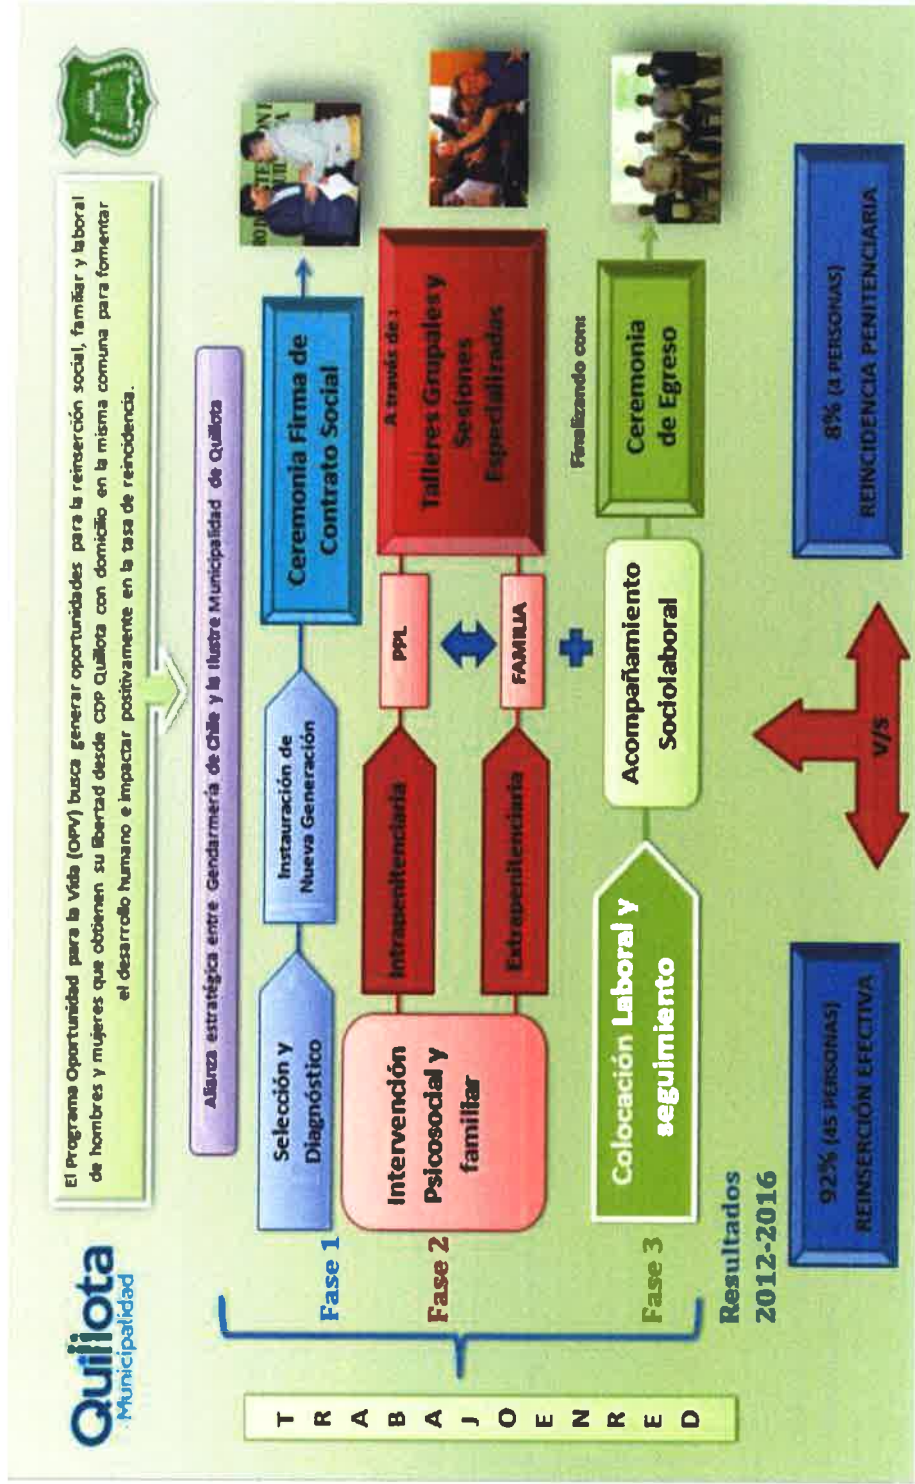 Quillota
Municipalidad
El Programa Oportunidad para la Vida (OPV) busca generar oportunidades para la reinserción social, familiar y laboral
de hombres y mujeres que obtienen su libertad desde CDP Quillota con domicilio en la misma comuna para fomentar
el desarrollo humano e impactar positivamente en la tasa de reincidencia.
Alianza estratégica entre Gendarmería de Chile y la Ilustre Municipalidad de Quillota
TRABAJO EN RED
Fase 1
Selección y
Diagnóstico
Instauración de
Nueva Generación
Ceremonia Firma de
Contrato Social
Fase 2
Intervención
Psicosocial y
familiar
Intrapenitenciaria
Extrapenitenciaria
PPL
FAMILIA
A través de :
Talleres Grupales y
Sesiones
Especializadas
Fase 3
Colocación Laboral y
seguimiento
Acompañamiento
Sociolaboral
Finalizando con:
Ceremonia
de Egreso
Resultados
2012-2016
92% (45 PERSONAS)
REINSERCIÓN EFECTIVA
V/S
8% (4 PERSONAS)
REINCIDENCIA PENITENCIARIA